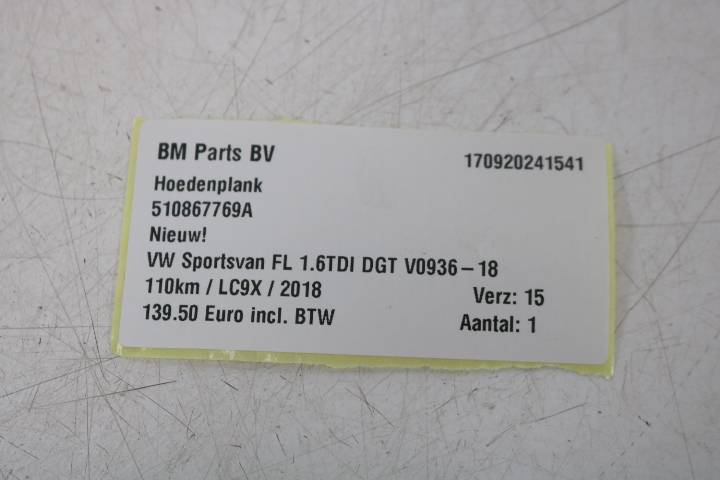 BM Parts BV 170920241541
Hoedenplank
510867769A
Nieuw!
VW Sportsvan FL 1.6TDI DGT V0936-18
110km / LC9X / 2018 Verz: 15
139.50 Euro incl. BTW Aantal: 1